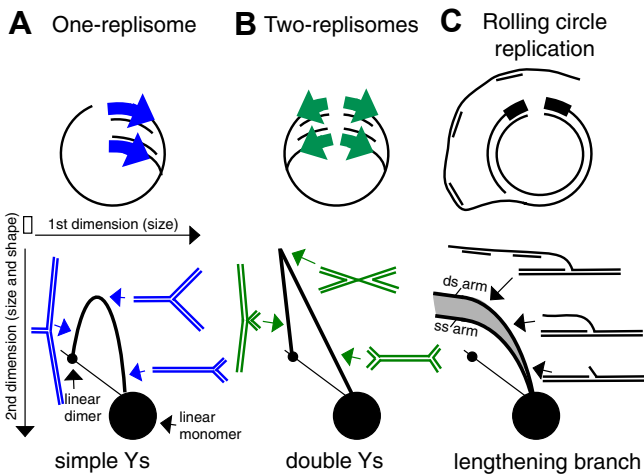 A One-replisome
B Two-replisomes
C Rolling circle
replication
1st dimension (size)
2nd dimension (size and shape)
linear
dimer
linear
monomer
ds arm
ss arm
simple Ys
double Ys
lengthening branch